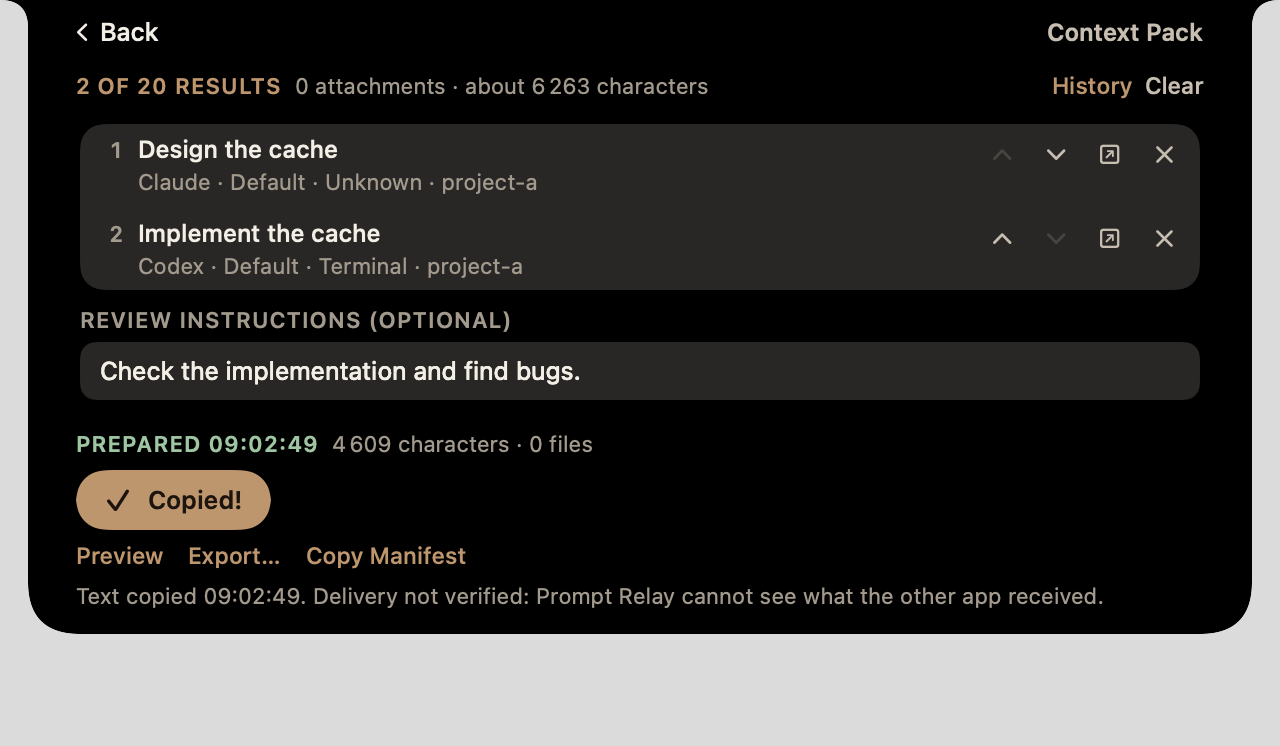 Back
Context Pack
2 OF 20 RESULTS 0 attachments · about 6 263 characters
History Clear
1 Design the cache
Claude · Default · Unknown · project-a
2 Implement the cache
Codex · Default · Terminal · project-a
REVIEW INSTRUCTIONS (OPTIONAL)
Check the implementation and find bugs.
PREPARED 09:02:49 4 609 characters · 0 files
Copied!
Preview Export... Copy Manifest
Text copied 09:02:49. Delivery not verified: Prompt Relay cannot see what the other app received.